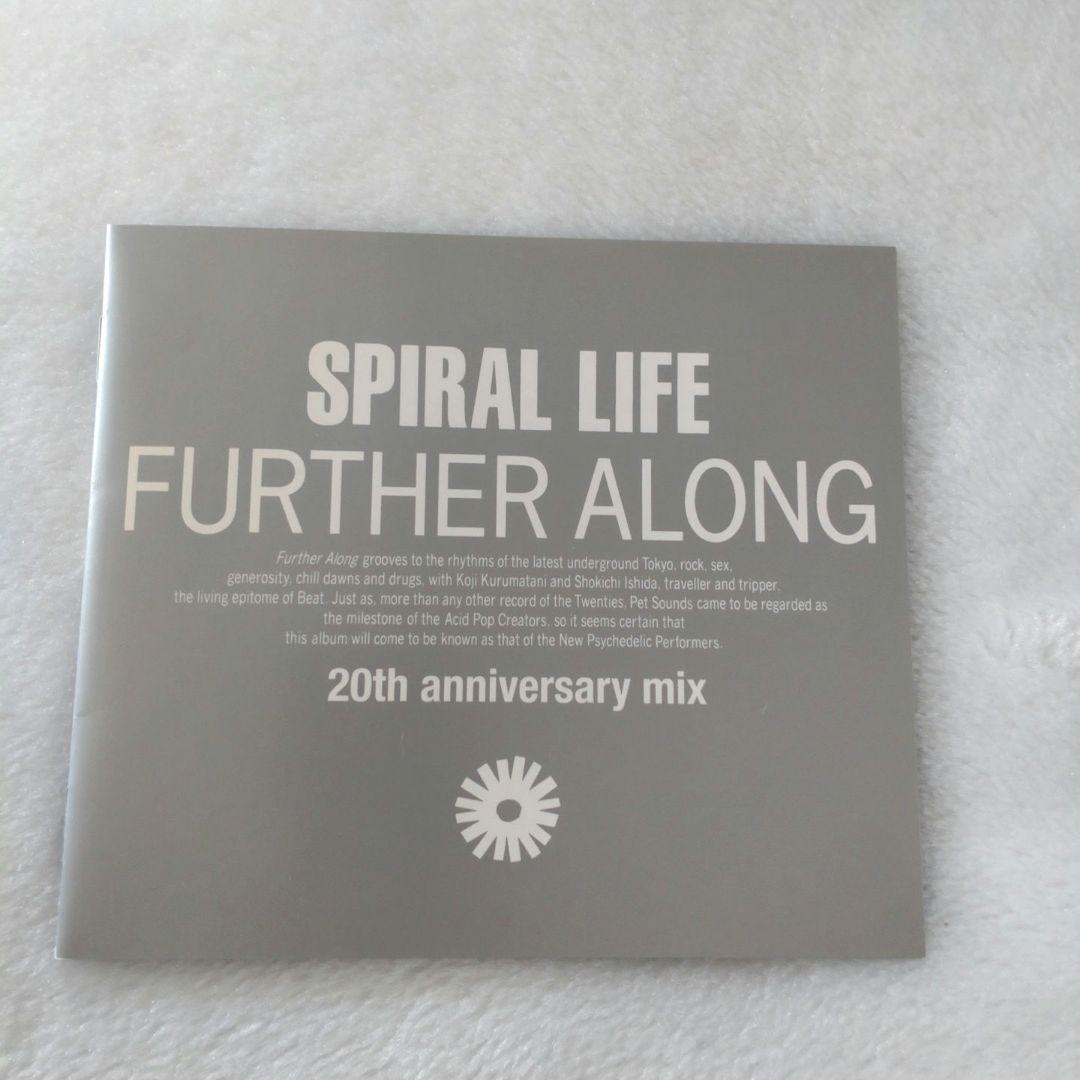 SPIRAL LIFE
FURTHER ALONG
Further Along grooves to the rhythms of the latest underground Tokyo, rock, sex,
generosity, chill dawns and drugs, with Koji Kurumatani and Shokichi Ishida, traveller and tripper,
the living epitome of Beat. Just as, more than any other record of the Twenties, Pet Sounds came to be regarded as
the milestone of the Acid Pop Creators, so it seems certain that
this album will come to be known as that of the New Psychedelic Performers.
20th anniversary mix